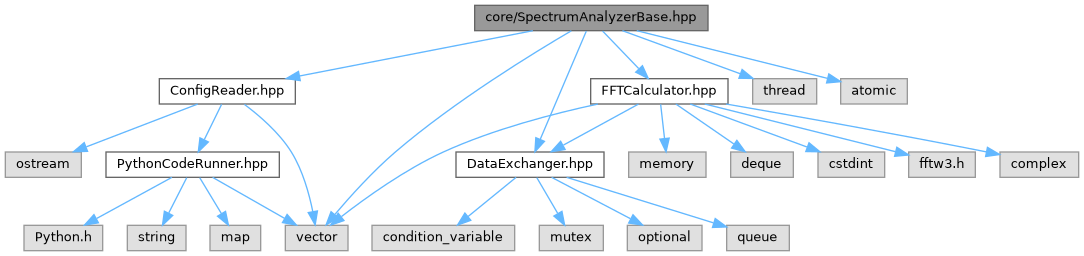 core/SpectrumAnalyzerBase.hpp
ConfigReader.hpp
FFTCalculator.hpp
thread
atomic
ostream
PythonCodeRunner.hpp
DataExchanger.hpp
memory
deque
cstdint
fftw3.h
complex
Python.h
string
map
vector
condition_variable
mutex
optional
queue